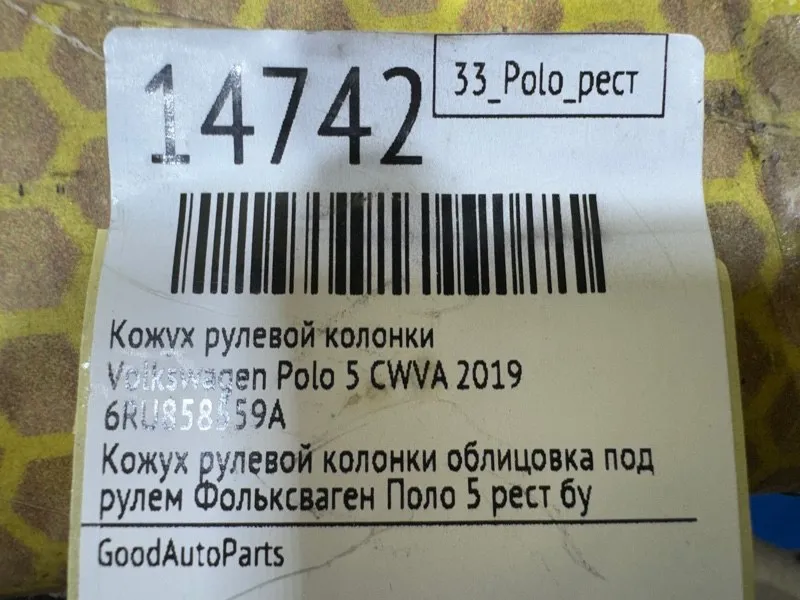 14742
33_Polo_рест
Кожух рулевой колонки
Volkswagen Polo 5 CWVA 2019
6RU858559A
Кожух рулевой колонки облицовка под
рулем Фольксваген Поло 5 рест бу
GoodAutoParts